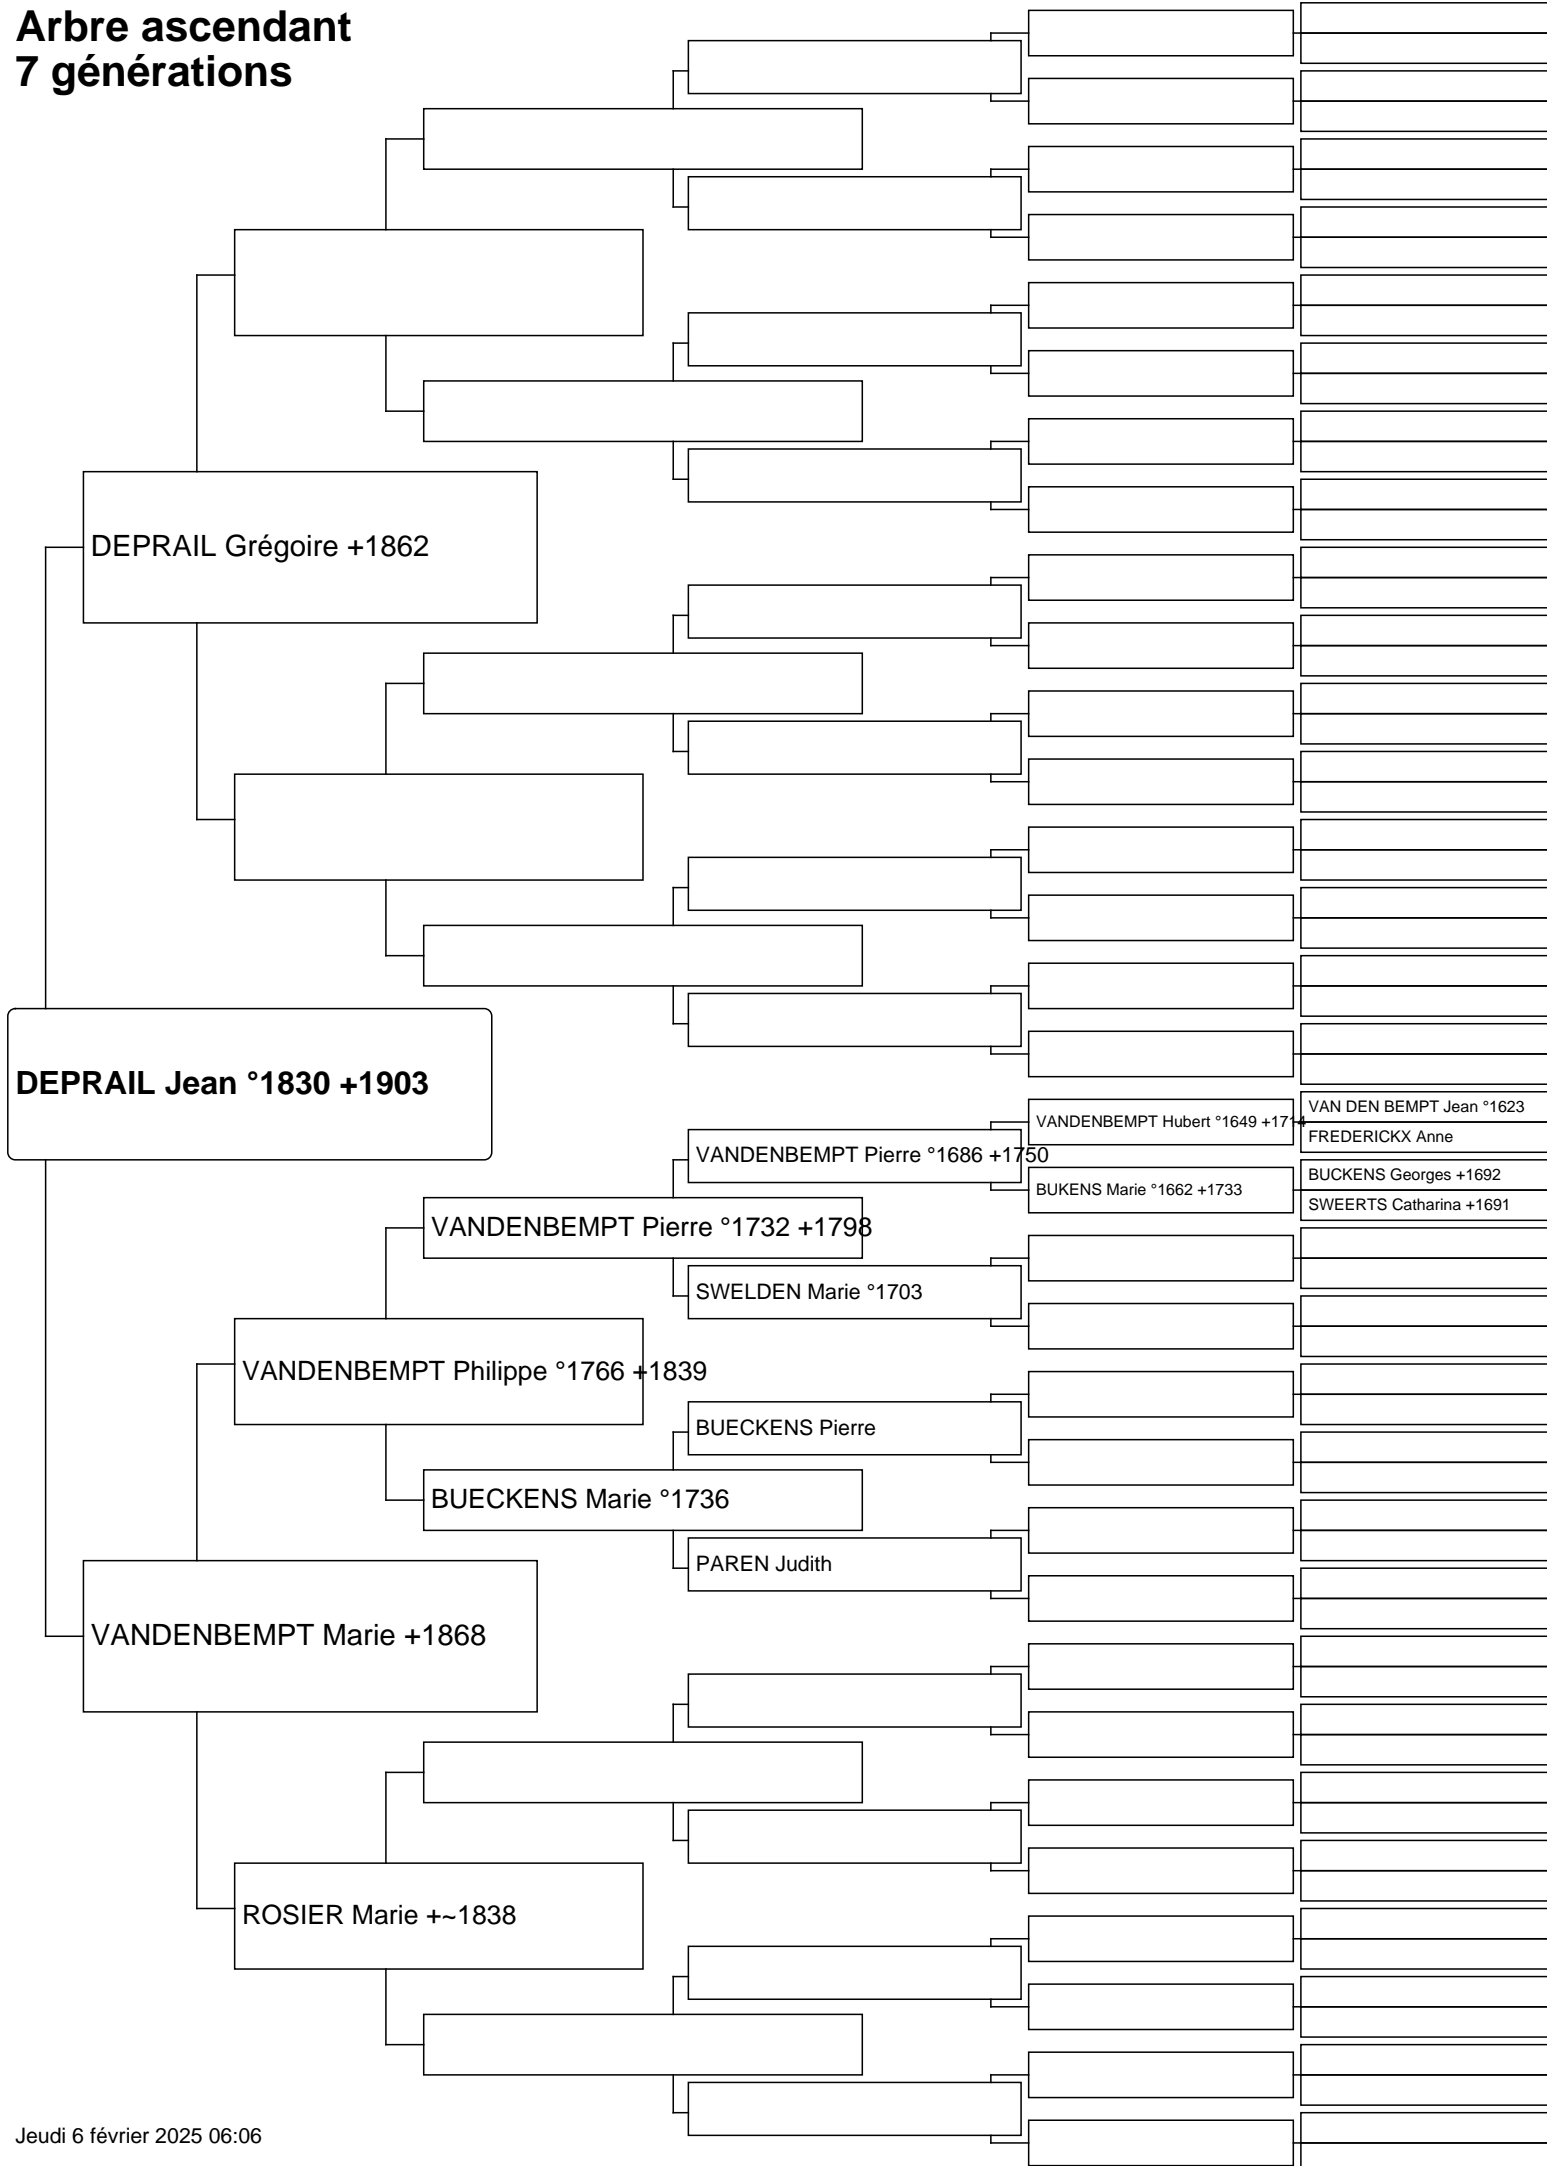 Arbre ascendant
7 générations
DEPRAIL Grégoire +1862
DEPRAIL Jean °1830 +1903
VANDENBEMPT Hubert °1649 +1714
VAN DEN BEMPT Jean °1623
FREDERICKX Anne
VANDENBEMPT Pierre °1686 +1750
BUKENS Marie °1662 +1733
BUCKENS Georges +1692
SWEERTS Catharina +1691
VANDENBEMPT Pierre °1732 +1798
SWELDEN Marie °1703
VANDENBEMPT Philippe °1766 +1839
BUECKENS Pierre
BUECKENS Marie °1736
PAREN Judith
VANDENBEMPT Marie +1868
ROSIER Marie +~1838
Jeudi 6 février 2025 06:06